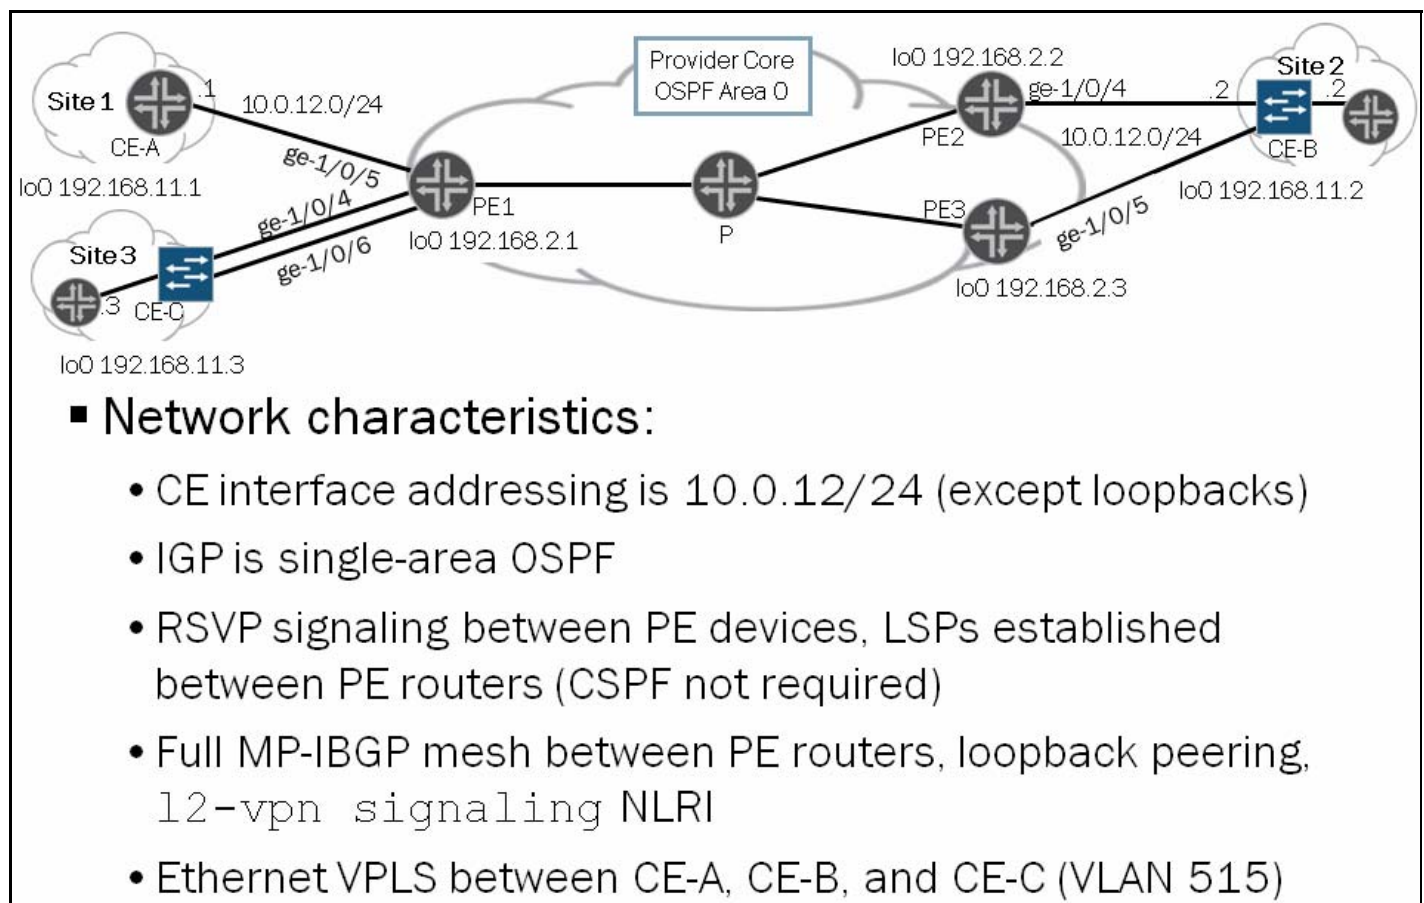 Provider Core
OSPF Area 0
lo0 192.168.2.2
Site 2
Site 1
.1
10.0.12.0/24
ge-1/0/4
.2
.2
CE-A
ge-1/0/5
PE2
10.0.12.0/24
CE-B
lo0 192.168.11.1
ge-1/0/4
PE1
P
PE3
ge-1/0/5
lo0 192.168.11.2
Site 3
ge-1/0/6
lo0 192.168.2.1
lo0 192.168.2.3
.3
CE-C
lo0 192.168.11.3
▪ Network characteristics:
• CE interface addressing is 10.0.12/24 (except loopbacks)
• IGP is single-area OSPF
• RSVP signaling between PE devices, LSPs established
between PE routers (CSPF not required)
• Full MP-IBGP mesh between PE routers, loopback peering,
l2-vpn signaling NLRI
• Ethernet VPLS between CE-A, CE-B, and CE-C (VLAN 515)